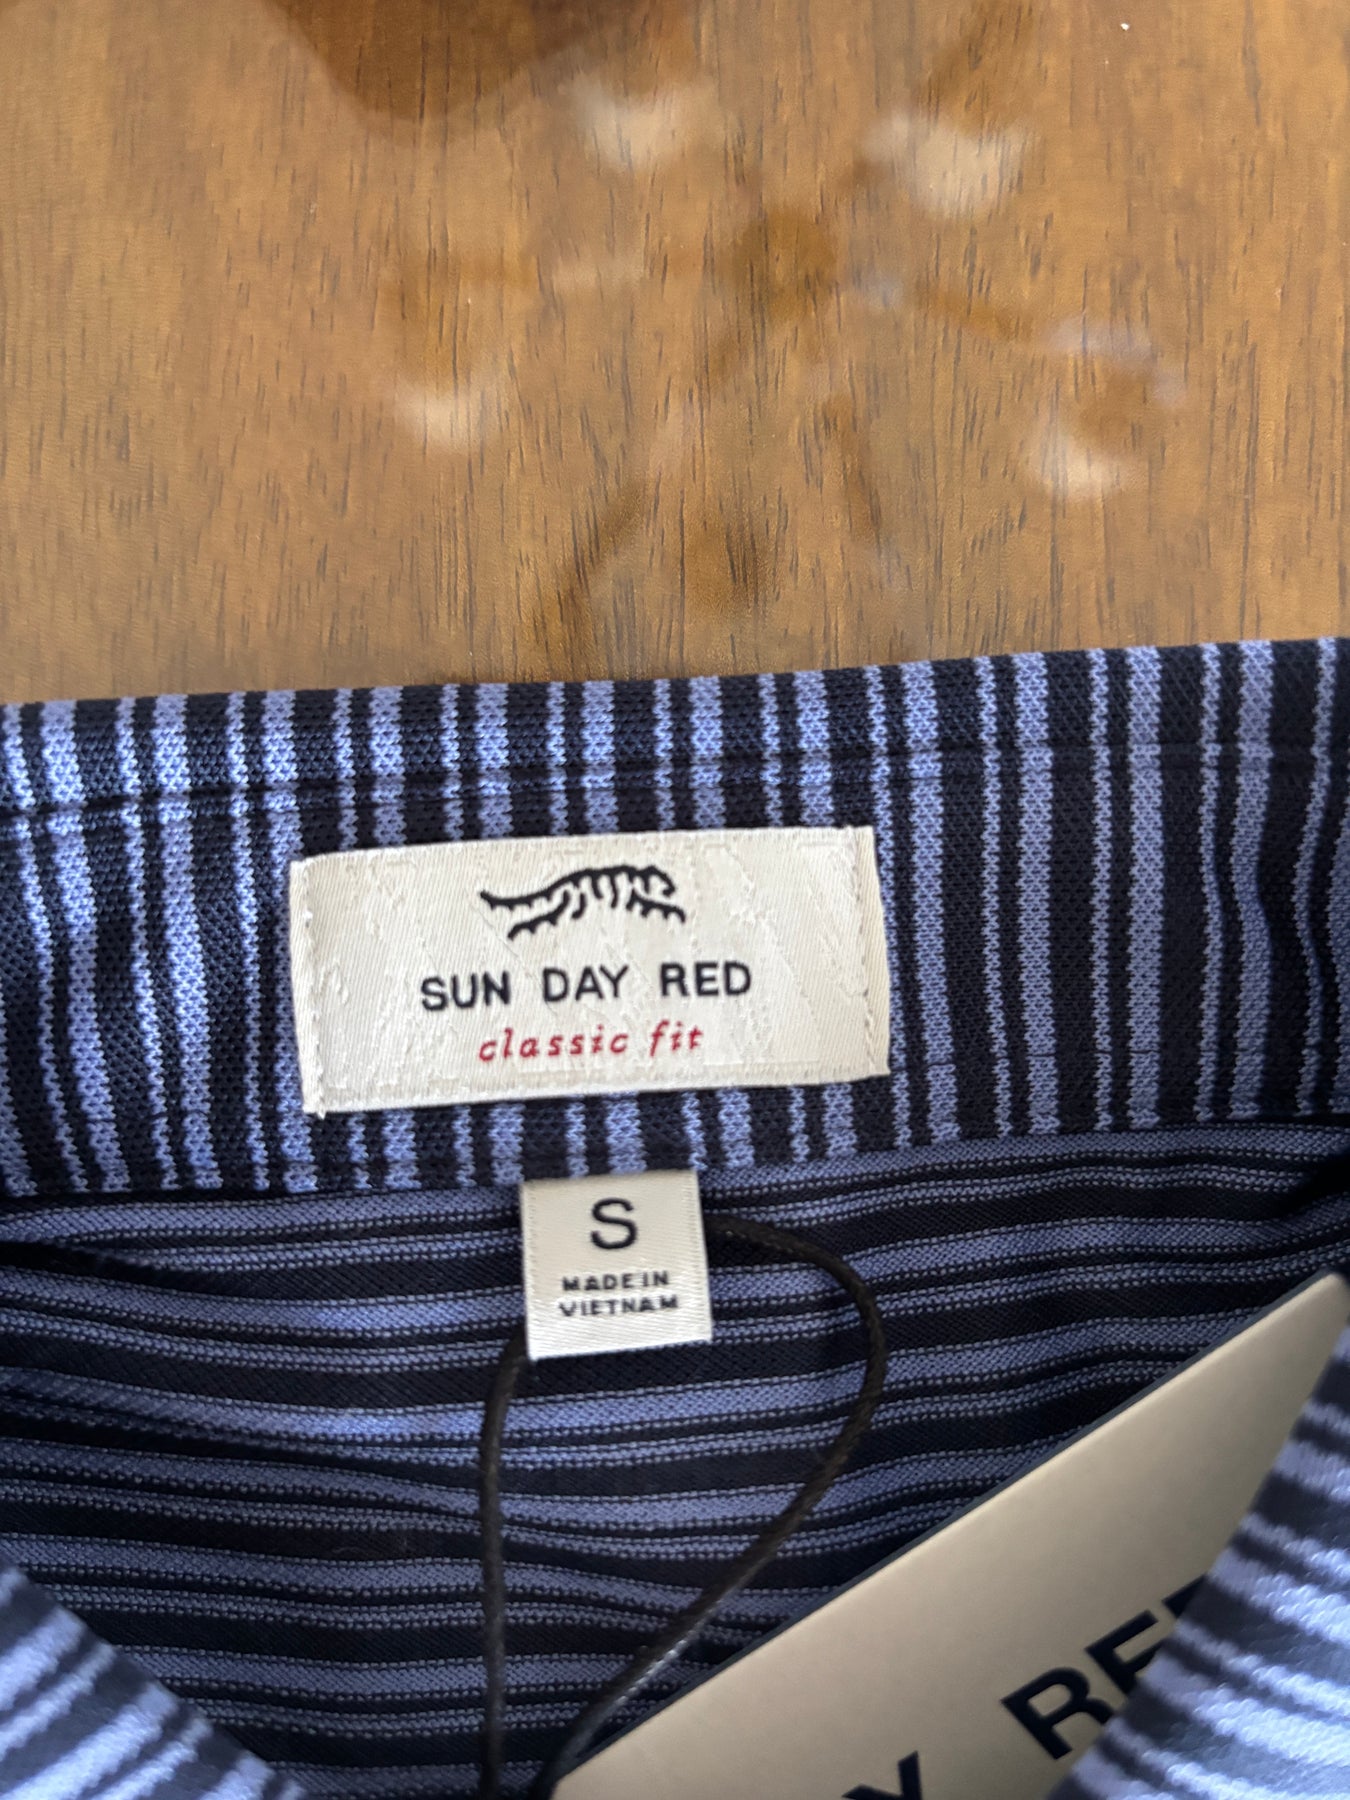 SUN DAY RED
classic fit
S
MADE IN
VIETNAM